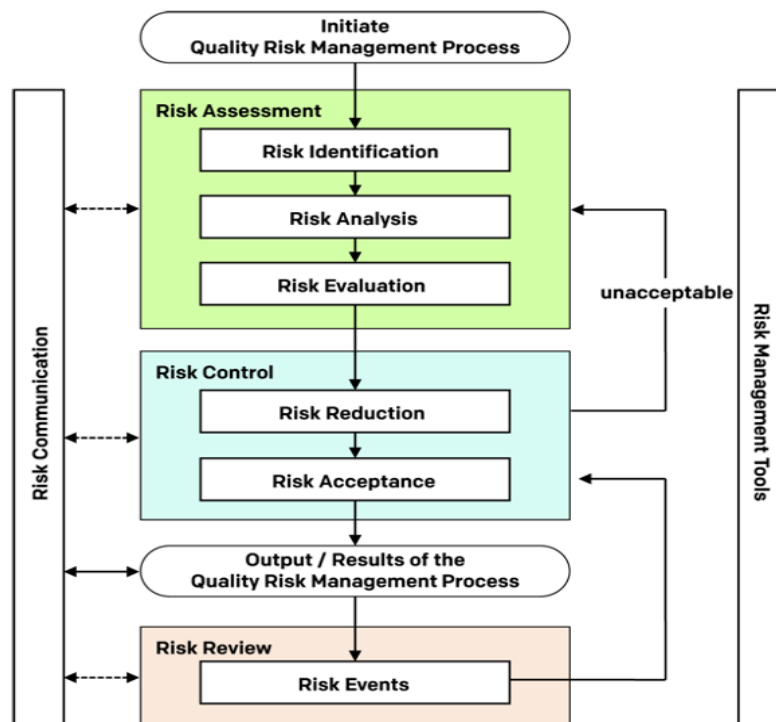 Initiate
Quality Risk Management Process
Risk Assessment
Risk Identification
Risk Analysis
Risk Evaluation
unacceptable
Risk Communication
Risk Management Tools
Risk Control
Risk Reduction
Risk Acceptance
Output / Results of the
Quality Risk Management Process
Risk Review
Risk Events